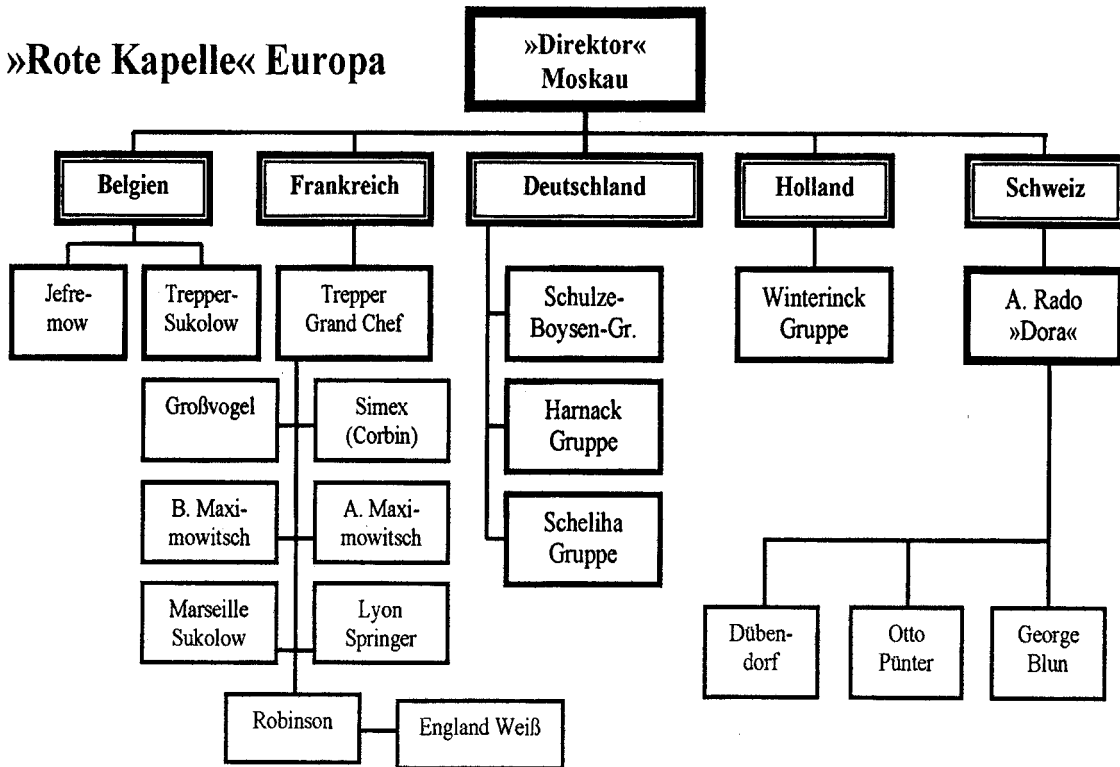 »Rote Kapelle« Europa
»Direktor«
Moskau
Belgien
Frankreich
Deutschland
Holland
Schweiz
Jefre-
mow
Trepper-
Sukolow
Trepper
Grand Chef
Schulze-
Boysen-Gr.
Winterinck
Gruppe
A. Rado
»Dora«
Großvogel
Simex
(Corbin)
Harnack
Gruppe
B. Maxi-
mowitsch
A. Maxi-
mowitsch
Scheliha
Gruppe
Marseille
Sukolow
Lyon
Springer
Düben-
dorf
Otto
Pünter
George
Blun
Robinson
England Weiß